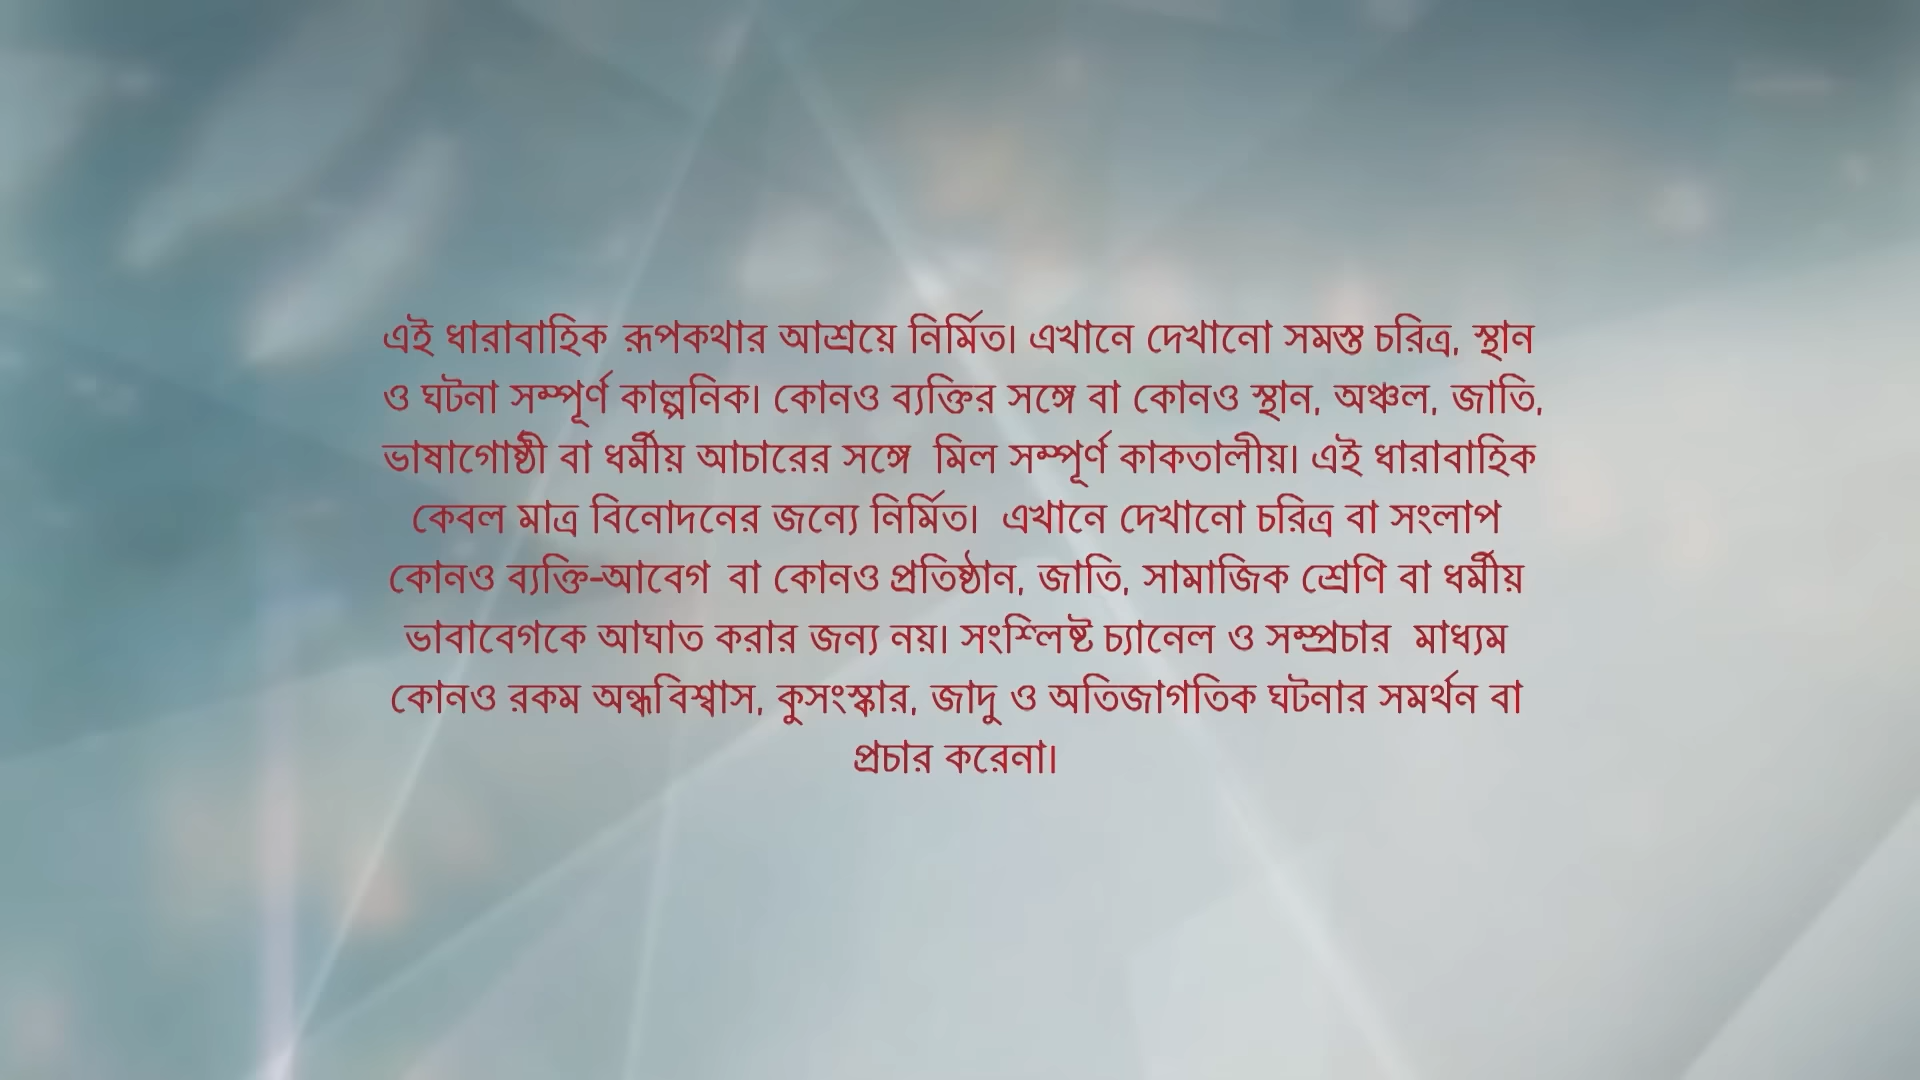 এই ধারাবাহিক রূপকথার আশ্রয়ে নির্মিত। এখানে দেখানো সমস্ত চরিত্র, স্থান
ও ঘটনা সম্পূর্ণ কাল্পনিক। কোনও ব্যক্তির সঙ্গে বা কোনও স্থান, অঞ্চল, জাতি,
ভাষাগোষ্ঠী বা ধর্মীয় আচারের সঙ্গে মিল সম্পূর্ণ কাকতালীয়। এই ধারাবাহিক
কেবল মাত্র বিনোদনের জন্যে নির্মিত। এখানে দেখানো চরিত্র বা সংলাপ
কোনও ব্যক্তি-আবেগ বা কোনও প্রতিষ্ঠান, জাতি, সামাজিক শ্রেণি বা ধর্মীয়
ভাবাবেগকে আঘাত করার জন্য নয়। সংশ্লিষ্ট চ্যানেল ও সম্প্রচার মাধ্যম
কোনও রকম অন্ধবিশ্বাস, কুসংস্কার, জাদু ও অতিজাগতিক ঘটনার সমর্থন বা
প্রচার করেনা।